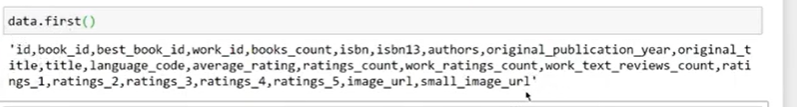 data.first()
'id,book_id,best_book_id,work_id,books_count,isbn,isbn13,authors,original_publication_year,original_t
itle,title,language_code,average_rating,ratings_count,work_ratings_count,work_text_reviews_count,rati
ngs_1,ratings_2,ratings_3,ratings_4,ratings_5,image_url,small_image_url'